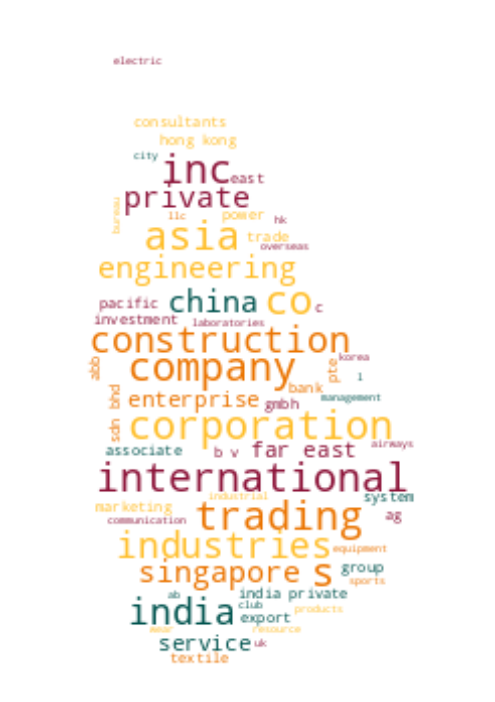 electric
consultants
hong kong
city
inc east
private
bureau
llc power hk
asia trade
overseas
engineering
pacific china co c
investment laboratories
construction
abb company pte korea
bank l
sdn bhd enterprise gmbh management
corporation
associate b v far east airways
international
industrial system
marketing trading ag
communication
industries equipment
singapore s group
sports
ab india private
india club products
export
wear resource
service uk
textile